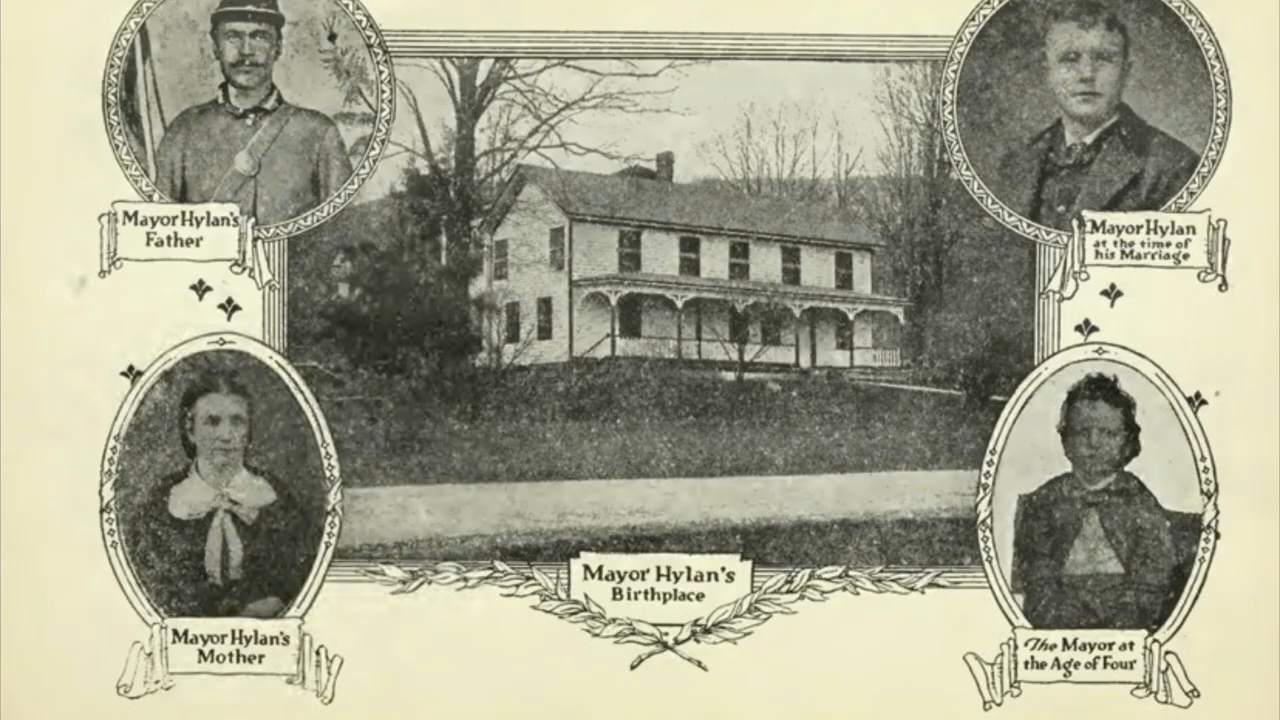 Mayor Hylan's
Father
Mayor Hylan
at the time of
his Marriage
Mayor Hylan's
Birthplace
Mayor Hylan's
Mother
The Mayor at
the Age of Four